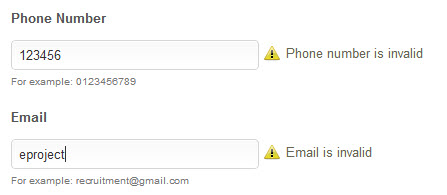 Phone Number
123456 Phone number is invalid
For example: 0123456789
Email
eproject Email is invalid
For example: recruitment@gmail.com